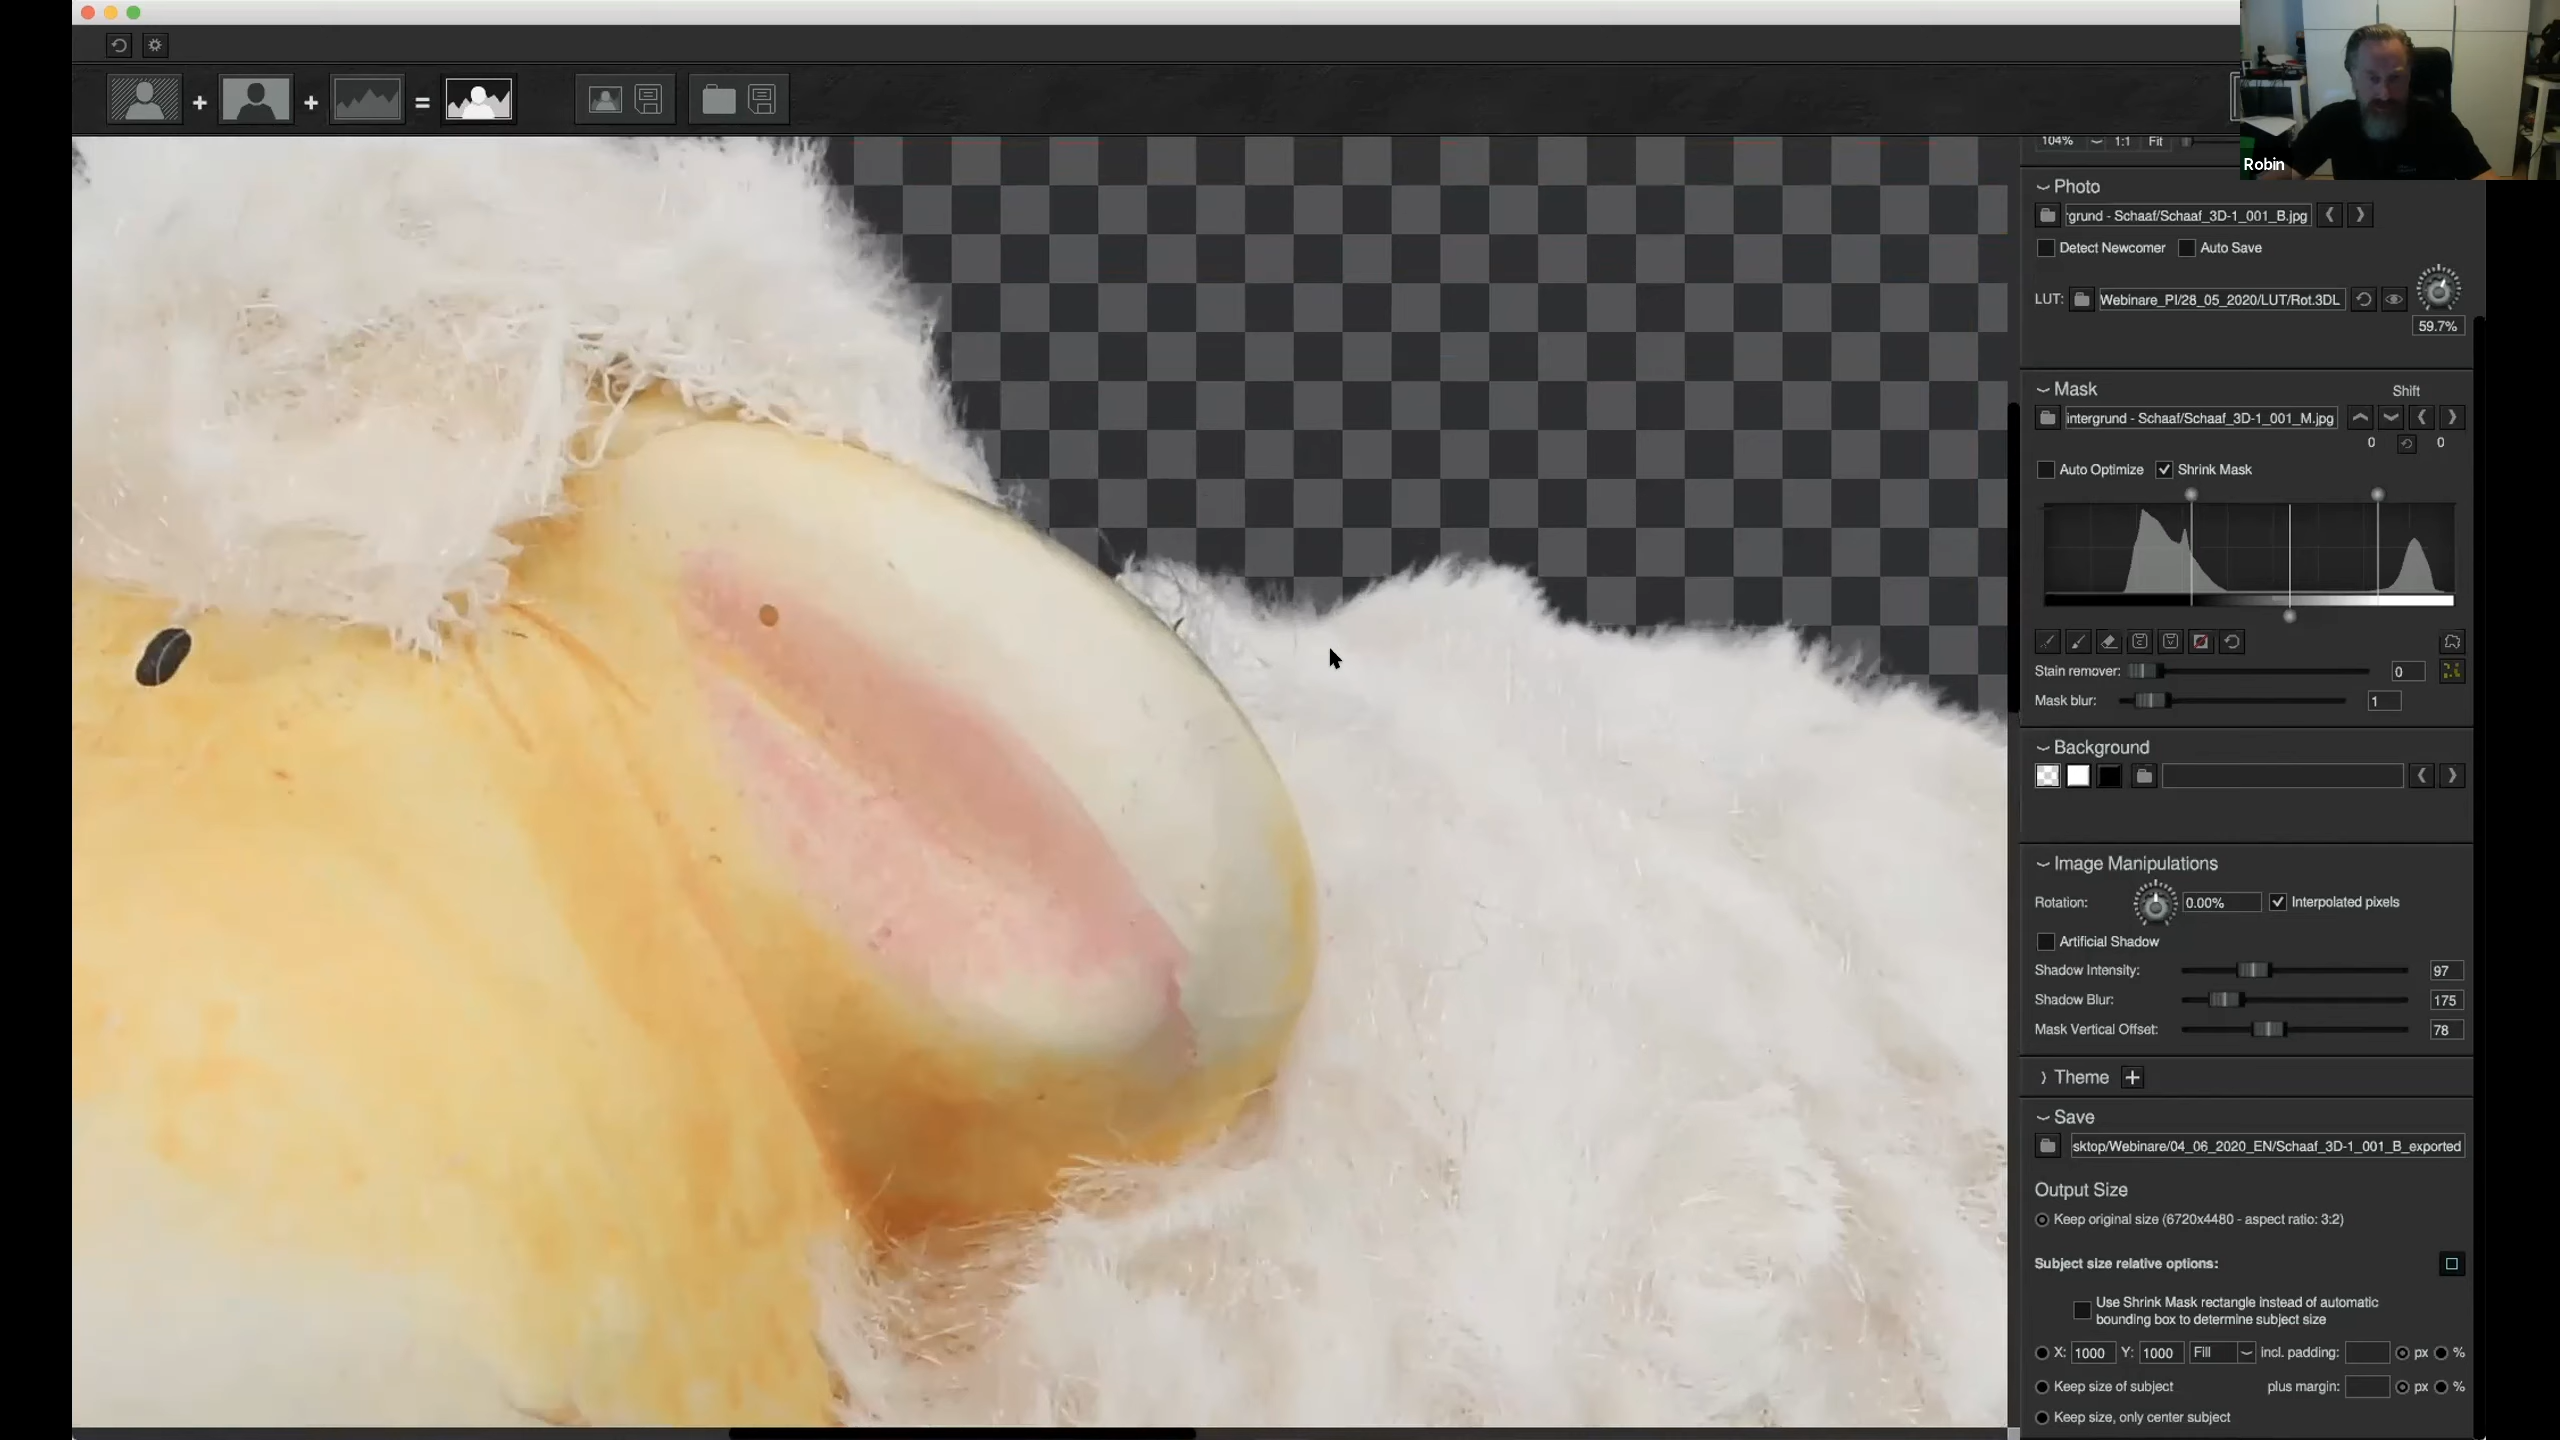 Robin
104% 1:1 Fit
Photo
rgrund - Schaaf/Schaaf_3D-1_001_B.jpg
Detect Newcomer Auto Save
LUT: Webinare_PI/28_05_2020/LUT/Rot.3DL
59.7%
Mask Shift
intergrund - Schaaf/Schaaf_3D-1_001_M.jpg
0 0
Auto Optimize Shrink Mask
Stain remover: 0
Mask blur: 1
Background
Image Manipulations
Rotation: 0.00% Interpolated pixels
Artificial Shadow
Shadow Intensity: 97
Shadow Blur: 175
Mask Vertical Offset: 78
Theme +
Save
sktop/Webinare/04_06_2020_EN/Schaaf_3D-1_001_B_exported
Output Size
Keep original size (6720x4480 - aspect ratio: 3:2)
Subject size relative options:
Use Shrink Mask rectangle instead of automatic
bounding box to determine subject size
X: 1000 Y: 1000 Fill incl. padding: px %
Keep size of subject plus margin: px %
Keep size, only center subject